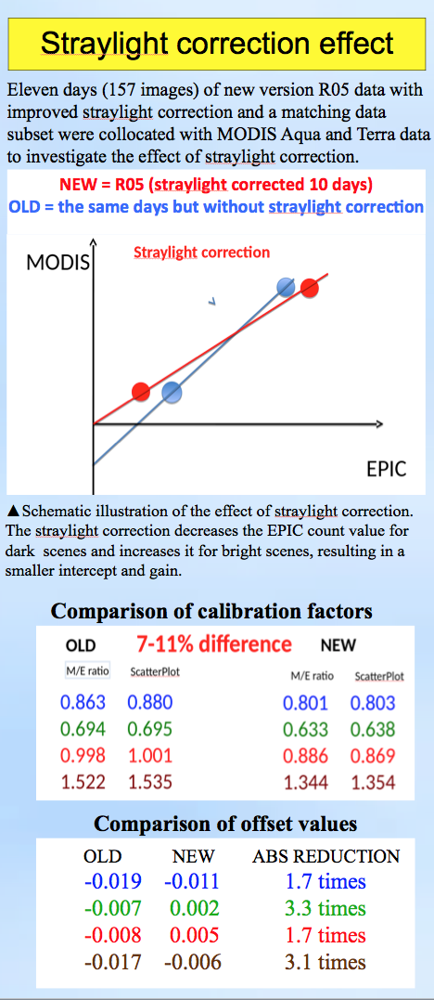 Straylight correction effect
Eleven days (157 images) of new version R05 data with
improved straylight correction and a matching data
subset were collocated with MODIS Aqua and Terra data
to investigate the effect of straylight correction.
NEW = R05 (straylight corrected 10 days)
OLD = the same days but without straylight correction
Straylight correction
MODIS
EPIC
▲Schematic illustration of the effect of straylight correction.
The straylight correction decreases the EPIC count value for
dark scenes and increases it for bright scenes, resulting in a
smaller intercept and gain.
Comparison of calibration factors
OLD 7-11% difference NEW
M/E ratio ScatterPlot M/E ratio ScatterPlot
0.863 0.880 0.801 0.803
0.694 0.695 0.633 0.638
0.998 1.001 0.886 0.869
1.522 1.535 1.344 1.354
Comparison of offset values
OLD NEW ABS REDUCTION
-0.019 -0.011 1.7 times
-0.007 0.002 3.3 times
-0.008 0.005 1.7 times
-0.017 -0.006 3.1 times